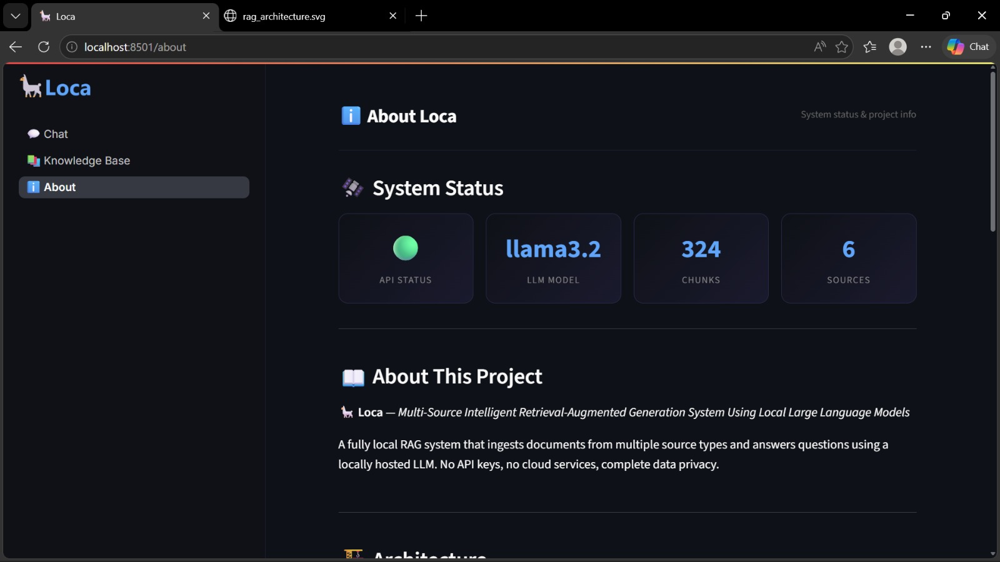 Loca
rag_architecture.svg
localhost:8501/about
Chat
Loca
Chat
Knowledge Base
About
About Loca
System status & project info
System Status
API STATUS
llama3.2
LLM MODEL
324
CHUNKS
6
SOURCES
About This Project
Loca — Multi-Source Intelligent Retrieval-Augmented Generation System Using Local Large Language Models
A fully local RAG system that ingests documents from multiple source types and answers questions using a
locally hosted LLM. No API keys, no cloud services, complete data privacy.
Architecture